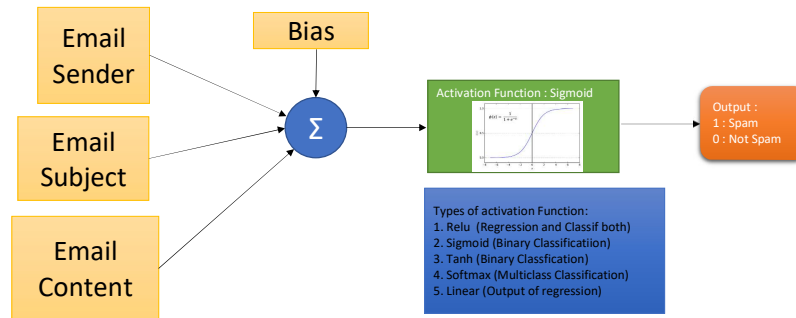 Email
Sender
Bias
Email
Subject
Email
Content
Σ
Activation Function : Sigmoid
Output :
1 : Spam
0 : Not Spam
Types of activation Function:
1. Relu (Regression and Classif both)
2. Sigmoid (Binary Classificatiion)
3. Tanh (Binary Classfication)
4. Softmax (Multiclass Classification)
5. Linear (Output of regression)